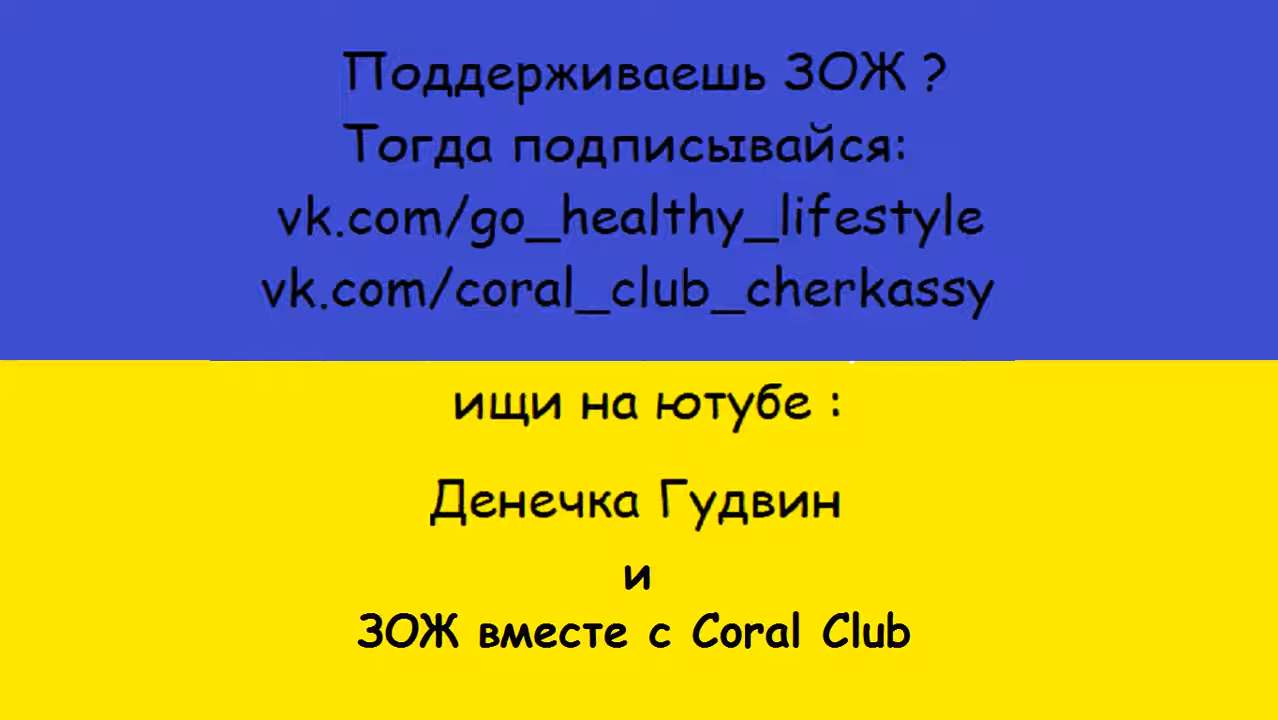 Поддерживаешь ЗОЖ ?
Тогда подписывайся:
vk.com/go_healthy_lifestyle
vk.com/coral_club_cherkassy
ищи на ютубе :
Денечка Гудвин
и
ЗОЖ вместе с Coral Club